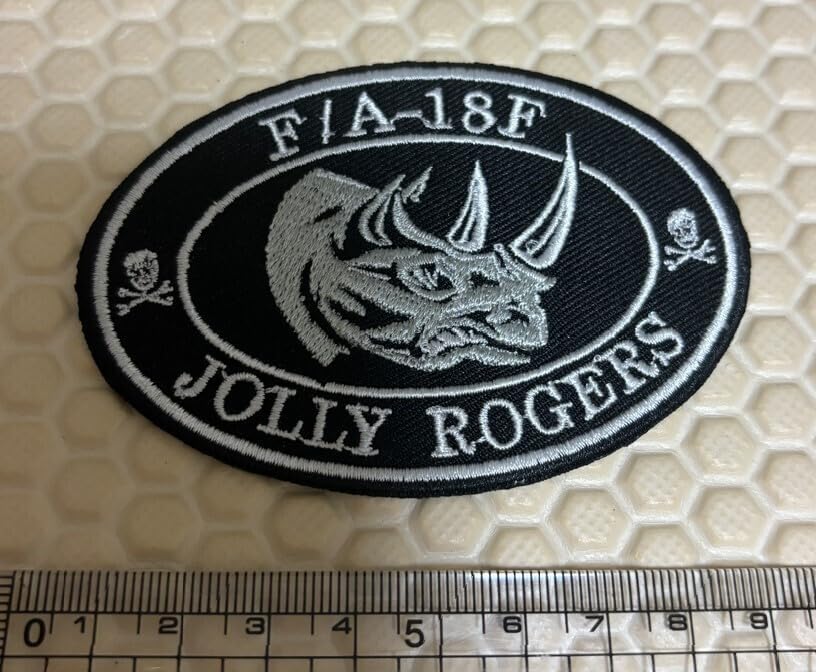 F/A-18F
JOLLY ROGERS
0 1 2 3 4 5 6 7 8 9